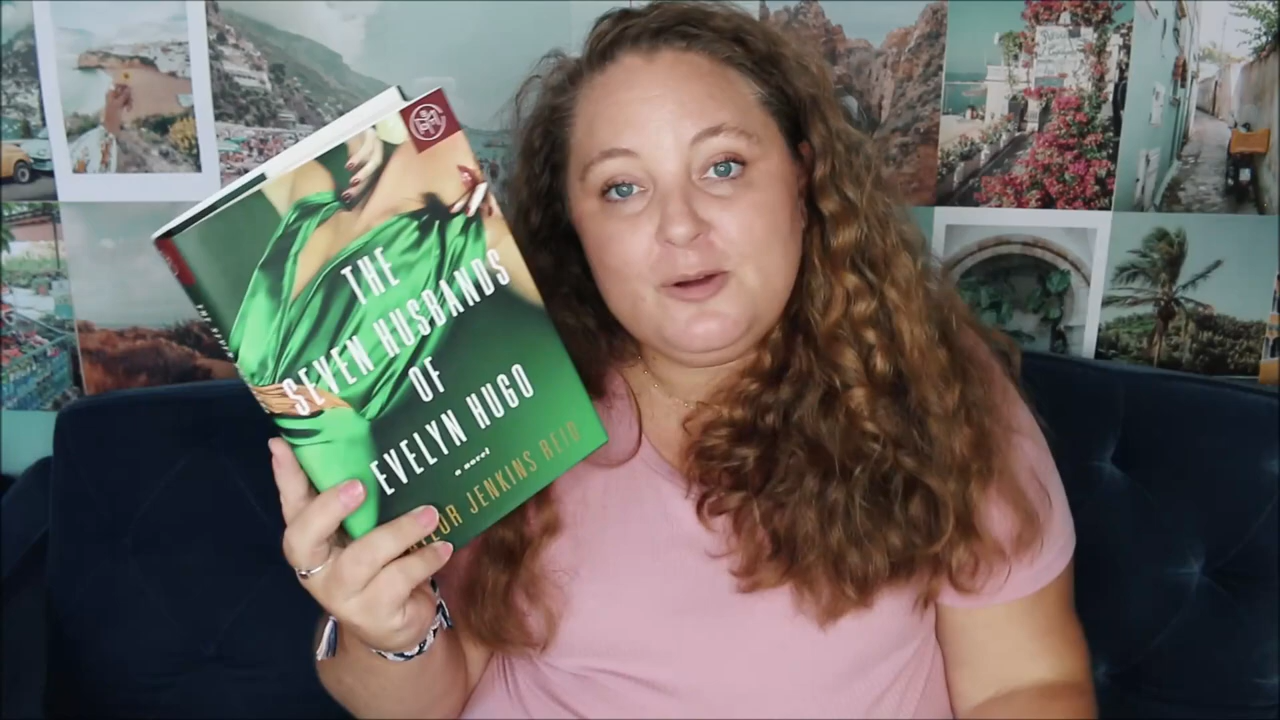 THE
SEVEN HUSBANDS
OF
EVELYN HUGO
a novel
JENKINS REID